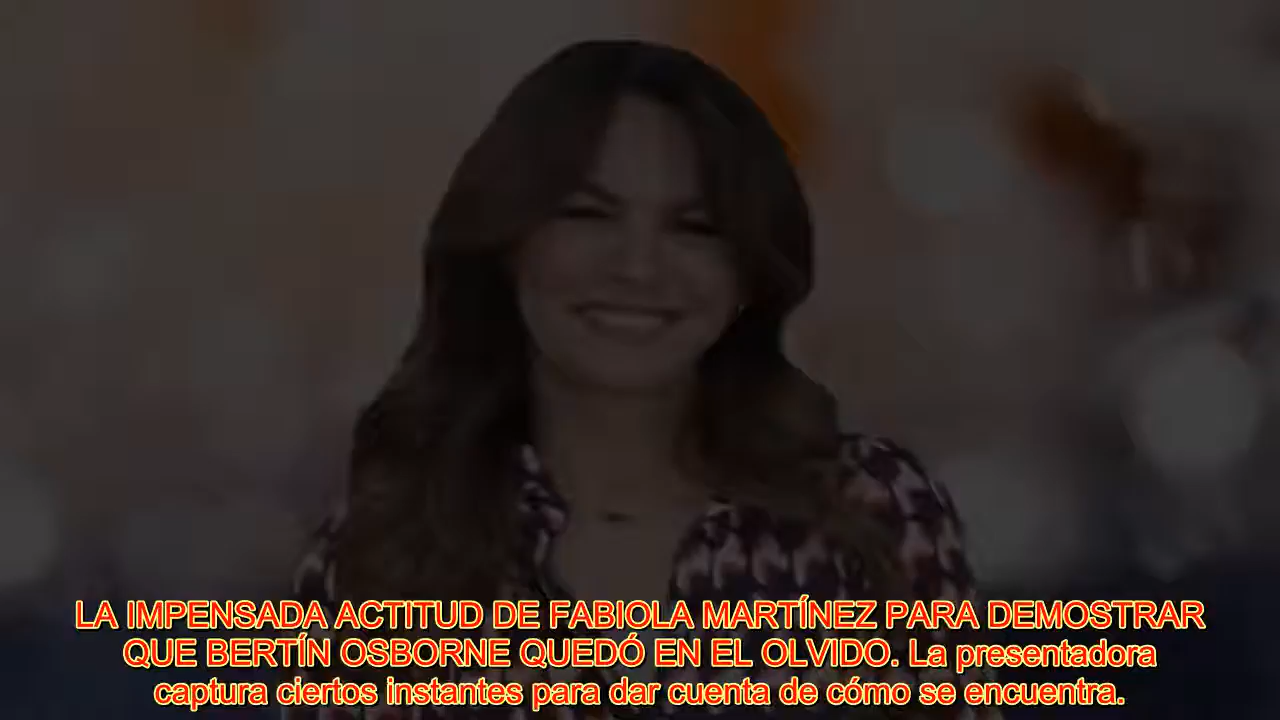 LA IMPENSADA ACTITUD DE FABIOLA MARTÍNEZ PARA DEMOSTRAR
QUE BERTÍN OSBORNE QUEDÓ EN EL OLVIDO. La presentadora
captura ciertos instantes para dar cuenta de cómo se encuentra.